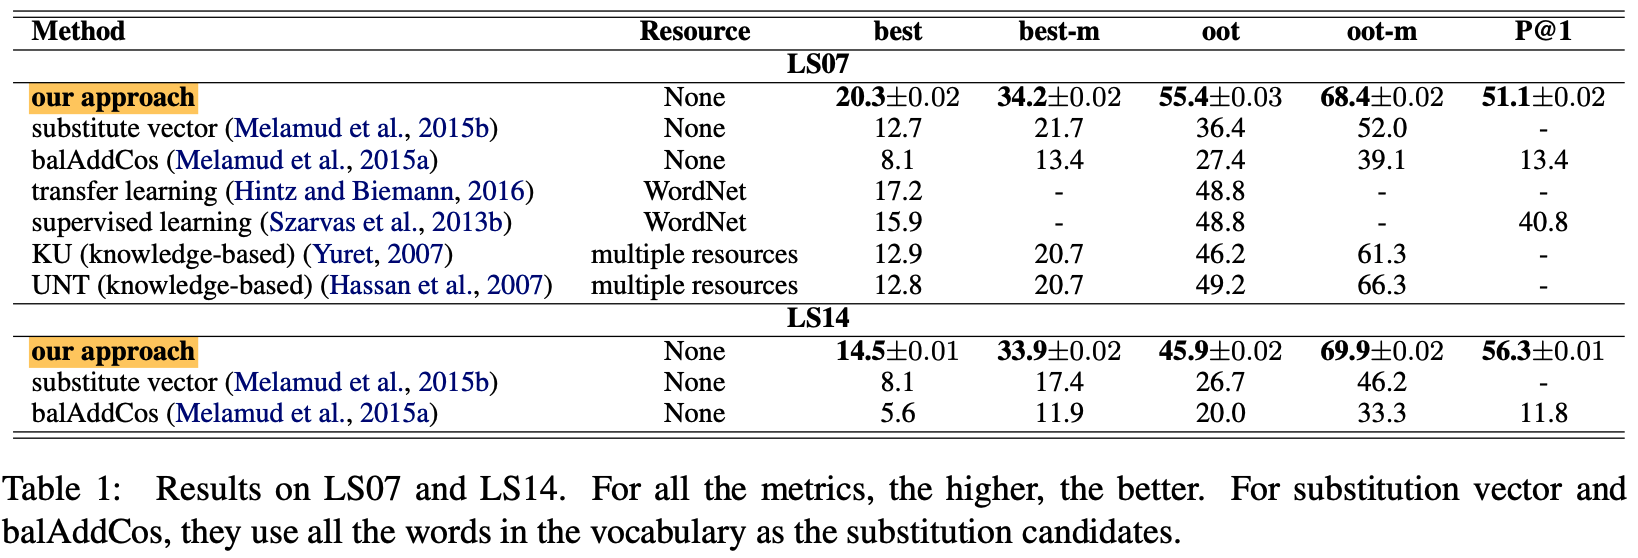 Method Resource best best-m oot oot-m P@1
LS07
our approach None 20.3±0.02 34.2±0.02 55.4±0.03 68.4±0.02 51.1±0.02
substitute vector (Melamud et al., 2015b) None 12.7 21.7 36.4 52.0 -
balAddCos (Melamud et al., 2015a) None 8.1 13.4 27.4 39.1 13.4
transfer learning (Hintz and Biemann, 2016) WordNet 17.2 - 48.8 - -
supervised learning (Szarvas et al., 2013b) WordNet 15.9 - 48.8 - 40.8
KU (knowledge-based) (Yuret, 2007) multiple resources 12.9 20.7 46.2 61.3 -
UNT (knowledge-based) (Hassan et al., 2007) multiple resources 12.8 20.7 49.2 66.3 -
LS14
our approach None 14.5±0.01 33.9±0.02 45.9±0.02 69.9±0.02 56.3±0.01
substitute vector (Melamud et al., 2015b) None 8.1 17.4 26.7 46.2 -
balAddCos (Melamud et al., 2015a) None 5.6 11.9 20.0 33.3 11.8
Table 1: Results on LS07 and LS14. For all the metrics, the higher, the better. For substitution vector and
balAddCos, they use all the words in the vocabulary as the substitution candidates.